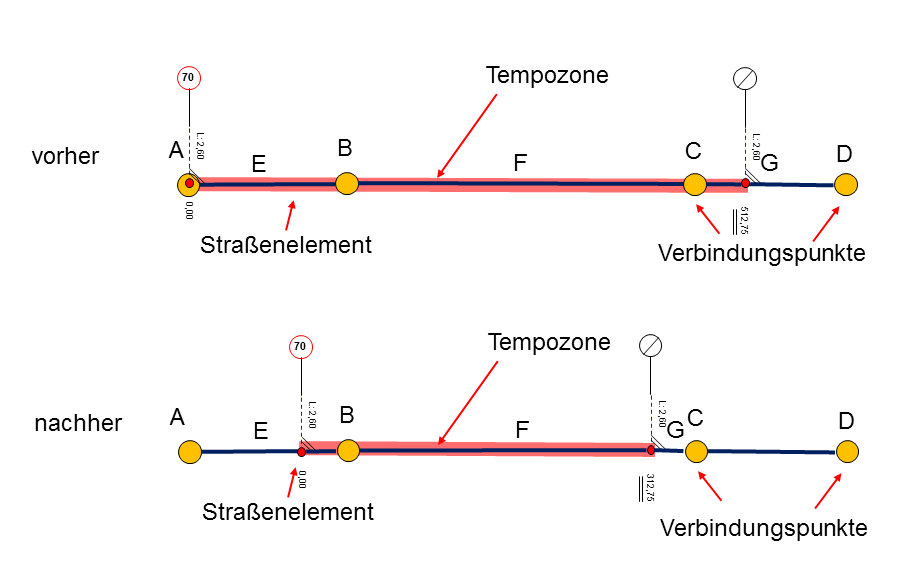 Tempozone
70
vorher
A
E
B
F
C
G
D
L: 2,60
L: 2,60
0,00
512,75
Straßenelement
Verbindungspunkte
Tempozone
70
nachher
A
E
B
F
G
C
D
L: 2,60
L: 2,60
0,00
312,75
Straßenelement
Verbindungspunkte